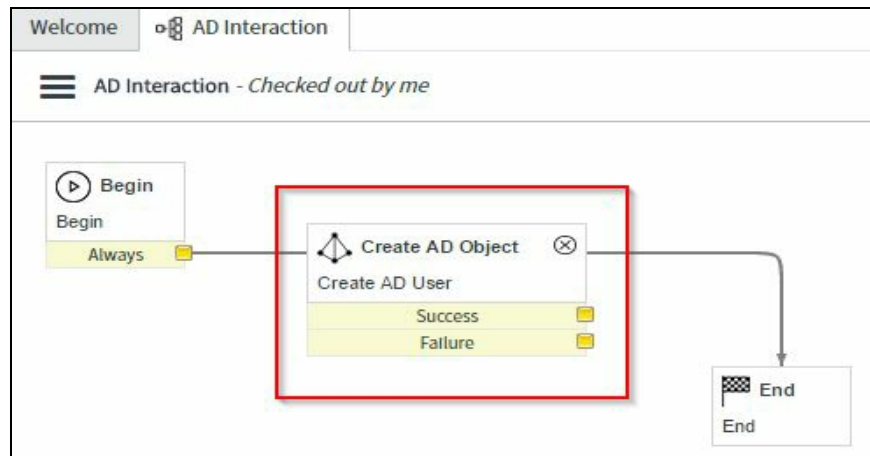 Welcome
AD Interaction
AD Interaction - Checked out by me
Begin
Begin
Always
Create AD Object
Create AD User
Success
Failure
End
End